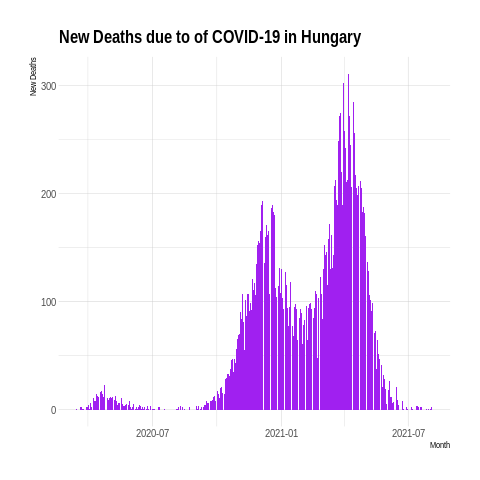 New Deaths due to of COVID-19 in Hungary
New Deaths
300
200
100
0
2020-07
2021-01
2021-07
Month